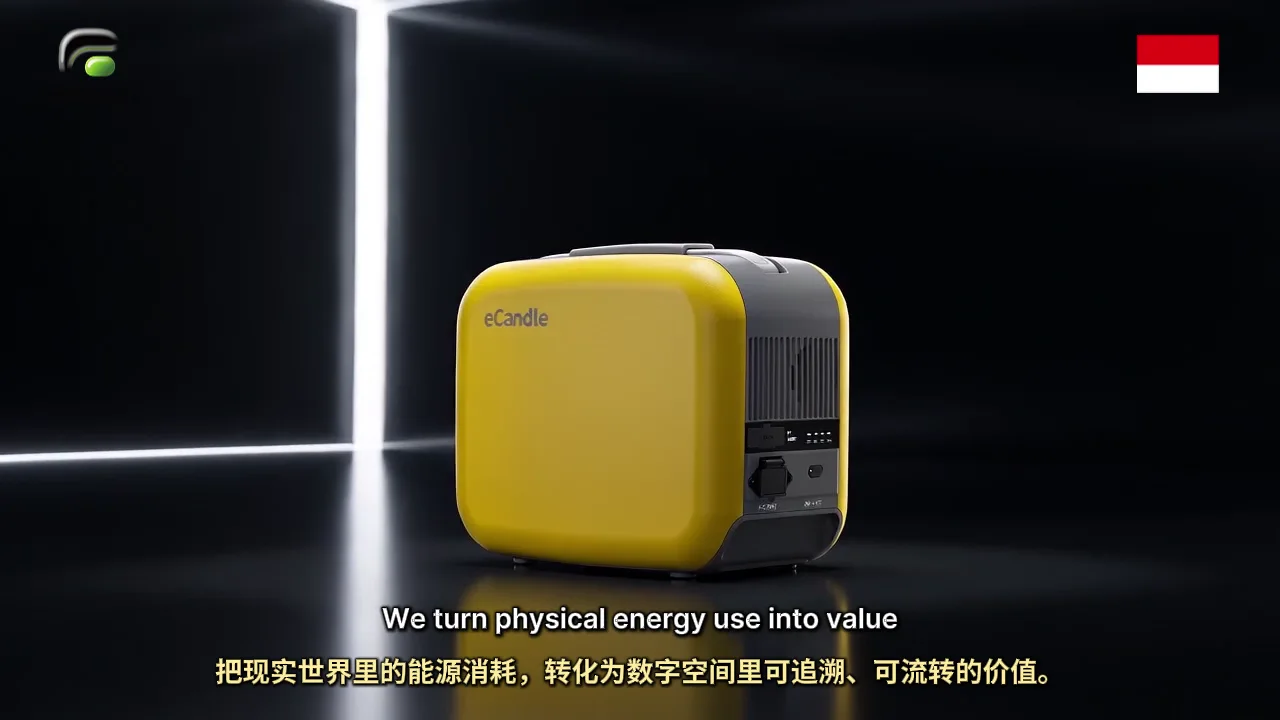 eCandle
We turn physical energy use into value
把现实世界里的能源消耗，转化为数字空间里可追溯、可流转的价值。